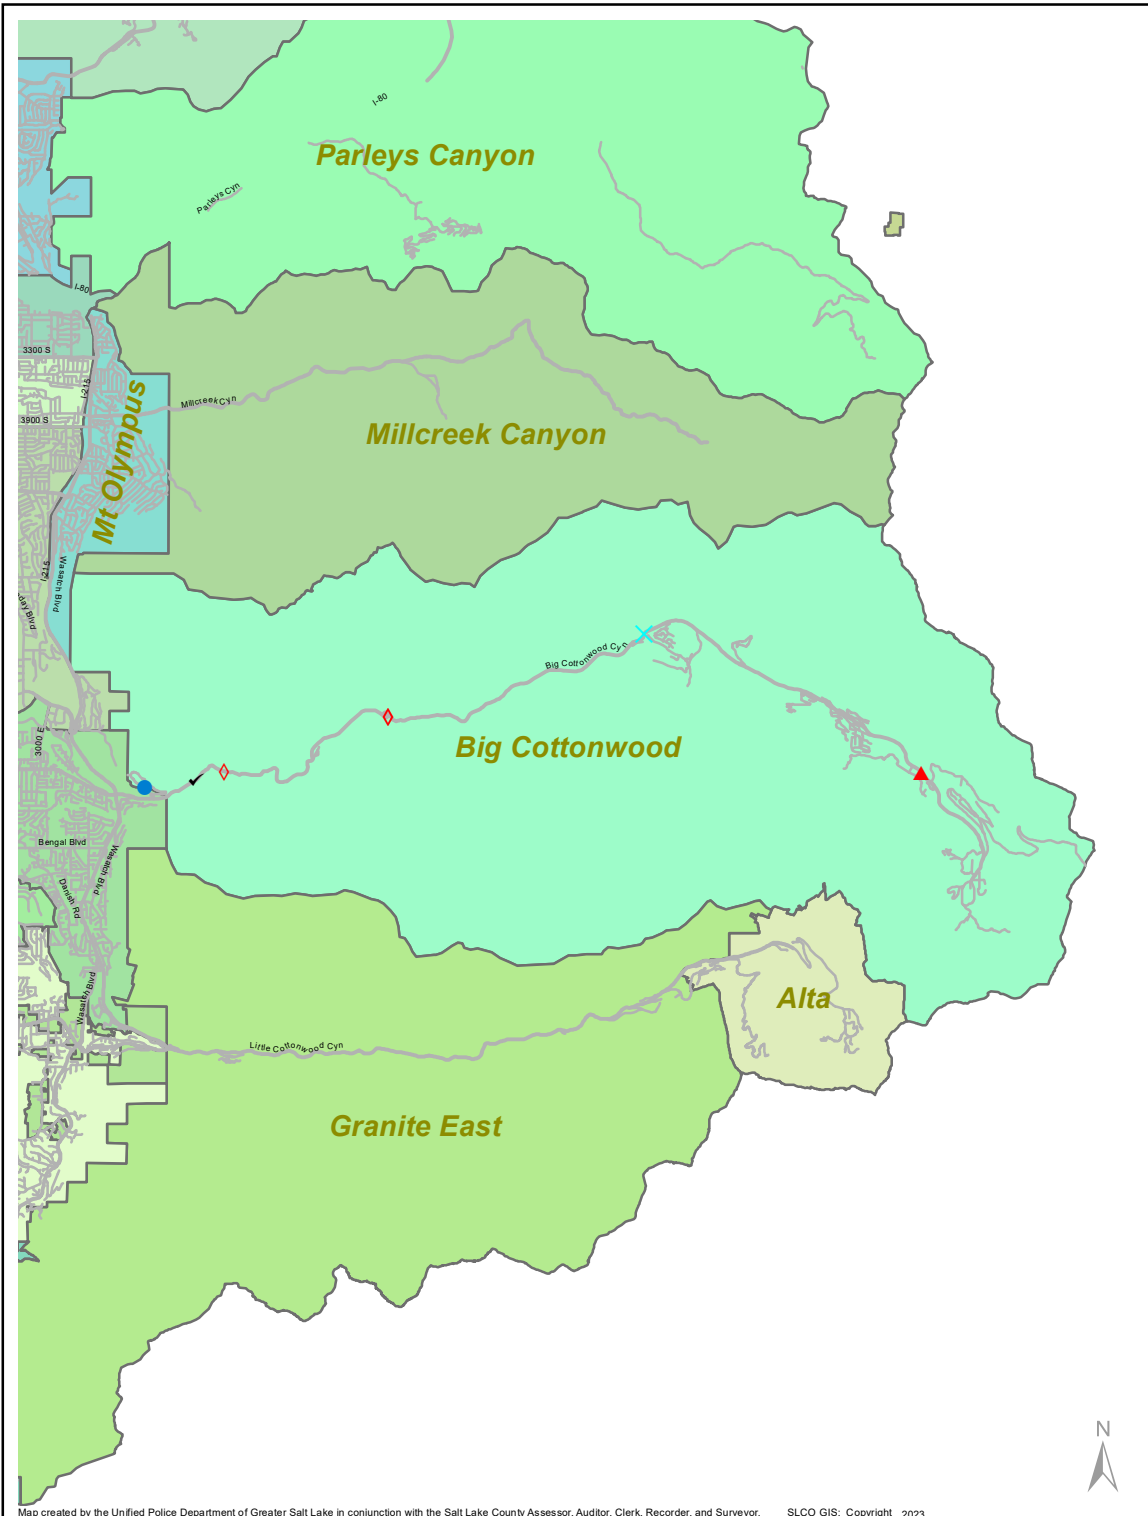 I-80
Parleys Canyon
Parleys Cyn
I-80
3300 S
I-215
Mt Olympus
Millcreek Cyn
3900 S
Millcreek Canyon
I-215
Wasatch Blvd
day Blvd
Big Cottonwood Cyn
3000 E
Big Cottonwood
Bengal Blvd
Wasatch Blvd
Danish Rd
Wasatch Blvd
Alta
Little Cottonwood Cyn
Granite East
N
Map created by the Unified Police Department of Greater Salt Lake in conjunction with the Salt Lake County Assessor, Auditor, Clerk, Recorder, and Surveyor. SLCO GIS: Copyright 2023